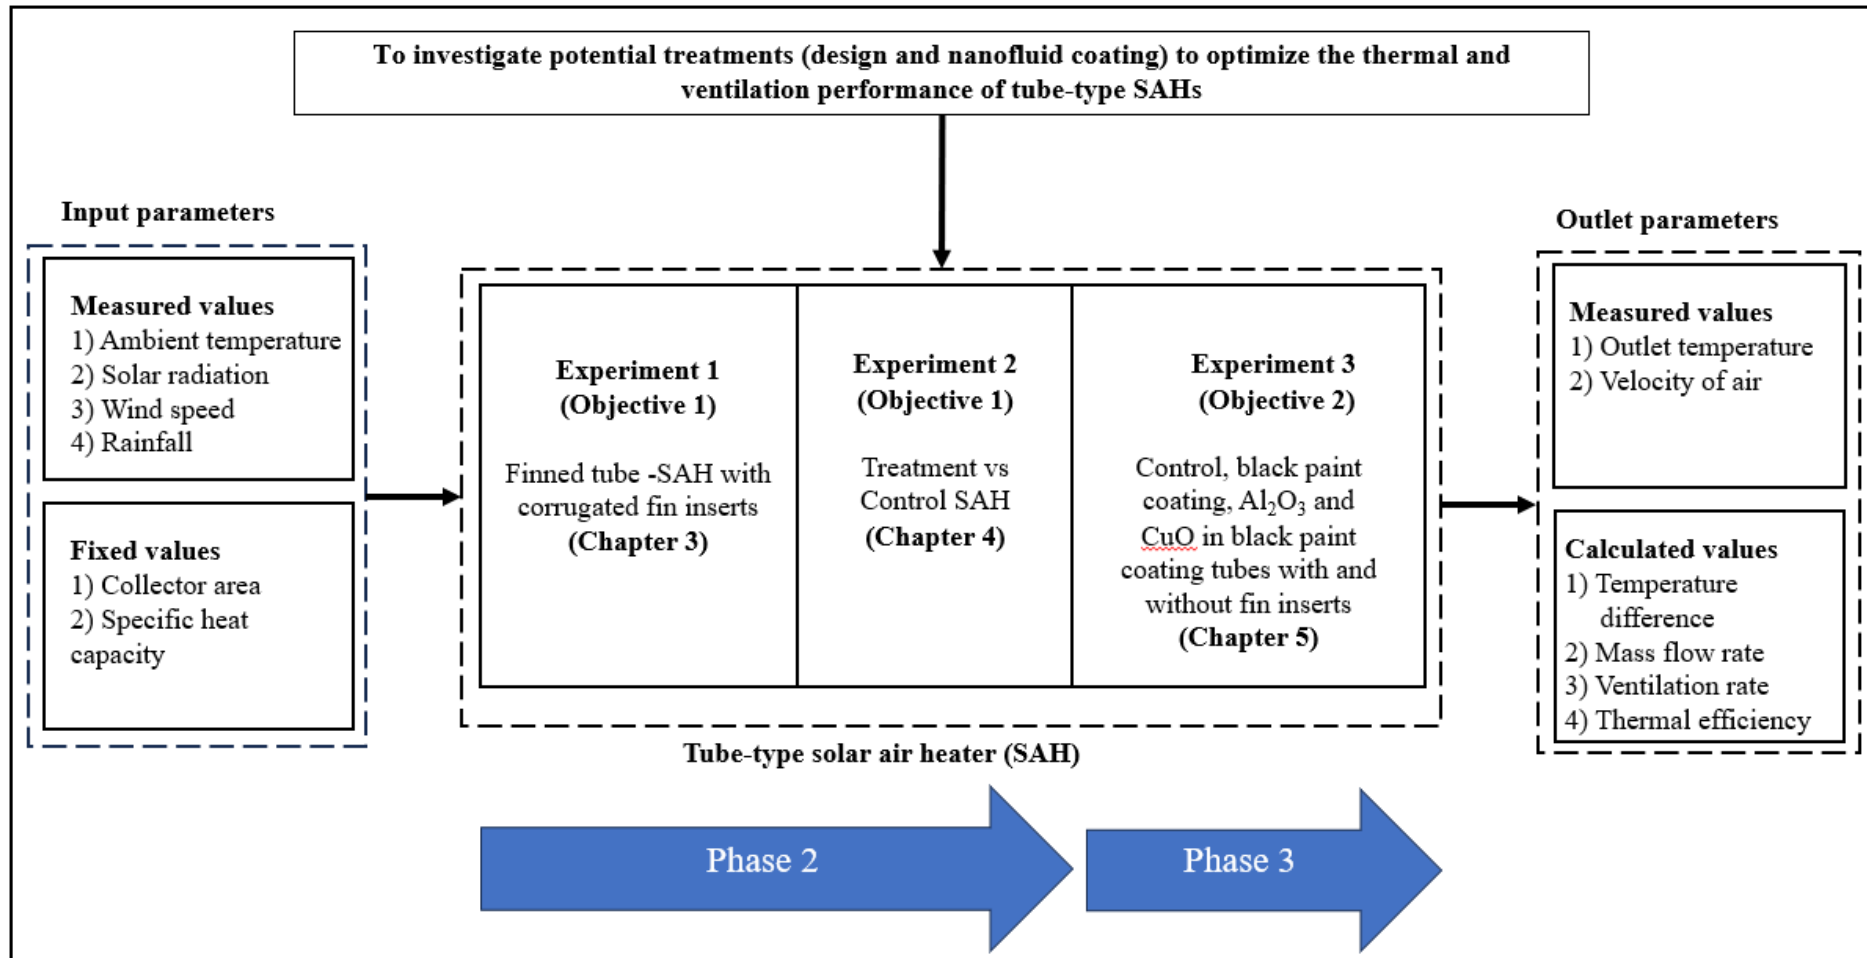 To investigate potential treatments (design and nanofluid coating) to optimize the thermal and
ventilation performance of tube-type SAHs
Input parameters
Measured values
1) Ambient temperature
2) Solar radiation
3) Wind speed
4) Rainfall
Fixed values
1) Collector area
2) Specific heat
capacity
Experiment 1
(Objective 1)
Finned tube -SAH with
corrugated fin inserts
(Chapter 3)
Experiment 2
(Objective 1)
Treatment vs
Control SAH
(Chapter 4)
Experiment 3
(Objective 2)
Control, black paint
coating, Al₂O₃ and
CuO in black paint
coating tubes with and
without fin inserts
(Chapter 5)
Tube-type solar air heater (SAH)
Outlet parameters
Measured values
1) Outlet temperature
2) Velocity of air
Calculated values
1) Temperature
difference
2) Mass flow rate
3) Ventilation rate
4) Thermal efficiency
Phase 2
Phase 3